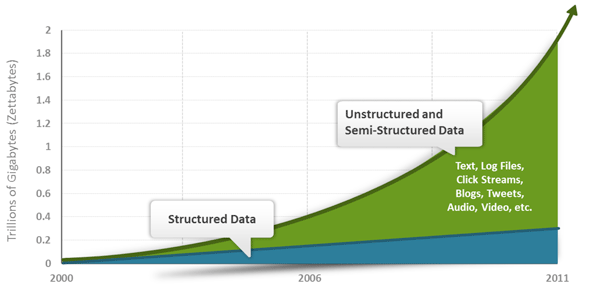 Trillions of Gigabytes (Zettabytes)
2
1.8
1.6
1.4
1.2
1
0.8
0.6
0.4
0.2
0
Unstructured and
Semi-Structured Data
Text, Log Files,
Click Streams,
Blogs, Tweets,
Audio, Video, etc.
Structured Data
2000
2006
2011